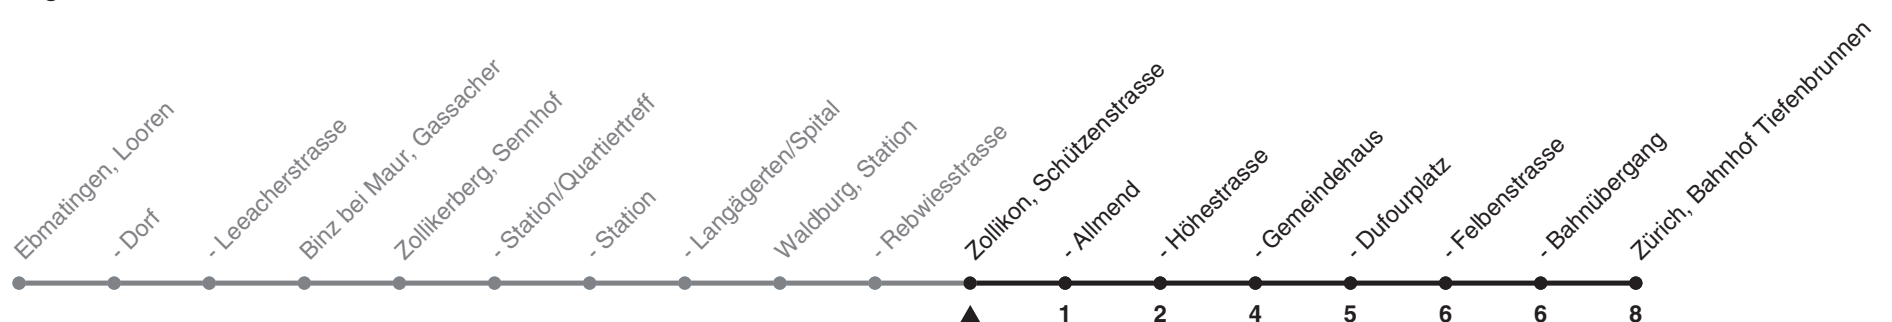 Ebmatingen, Looren
- Dorf
- Leeacherstrasse
Binz bei Maur, Gassacher
Zollikerberg, Sennhof
- Station/Quartiertreff
- Station
- Langägerten/Spital
Waldburg, Station
- Rebwiesstrasse
Zollikon, Schützenstrasse
- Allmend
- Höhestrasse
- Gemeindehaus
- Dufourplatz
- Felbenstrasse
- Bahnübergang
Zürich, Bahnhof Tiefenbrunnen
1 2 4 5 6 6 8